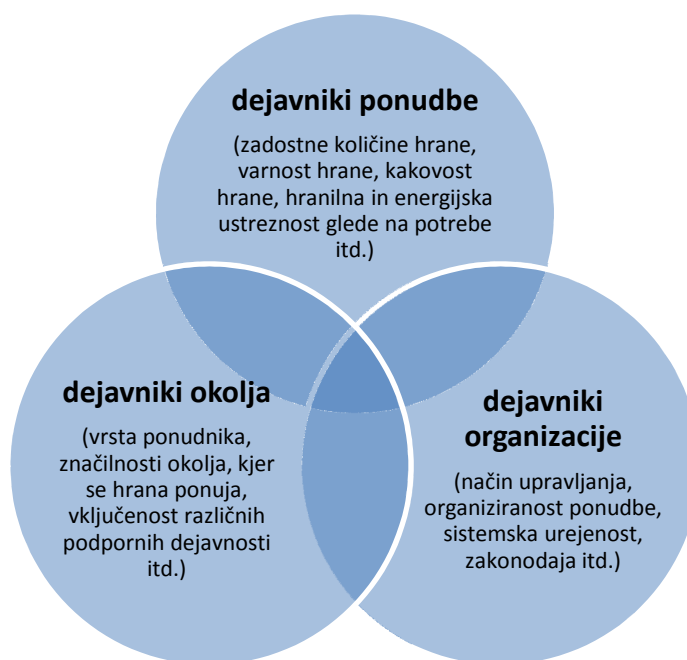 dejavniki ponudbe
(zadostne količine hrane,
varnost hrane, kakovost
hrane, hranilna in energijska
ustreznost glede na potrebe
itd.)
dejavniki okolja
(vrsta ponudnika,
značilnosti okolja, kjer
se hrana ponuja,
vključenost različnih
podpornih dejavnosti
itd.)
dejavniki
organizacije
(način upravljanja,
organiziranost ponudbe,
sistemska urejenost,
zakonodaja itd.)